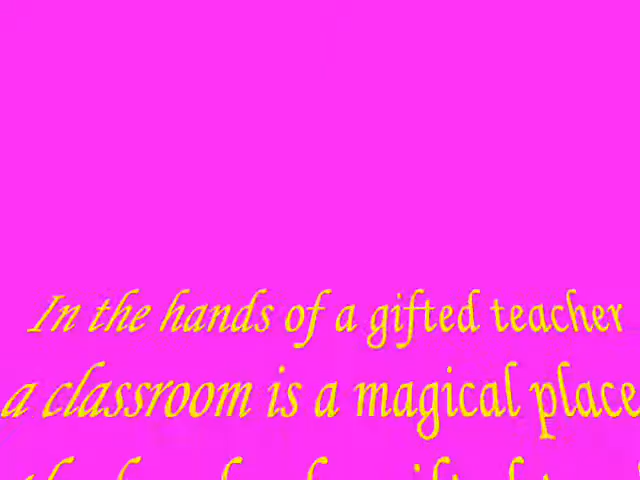 In the hands of a gifted teacher
a classroom is a magical place